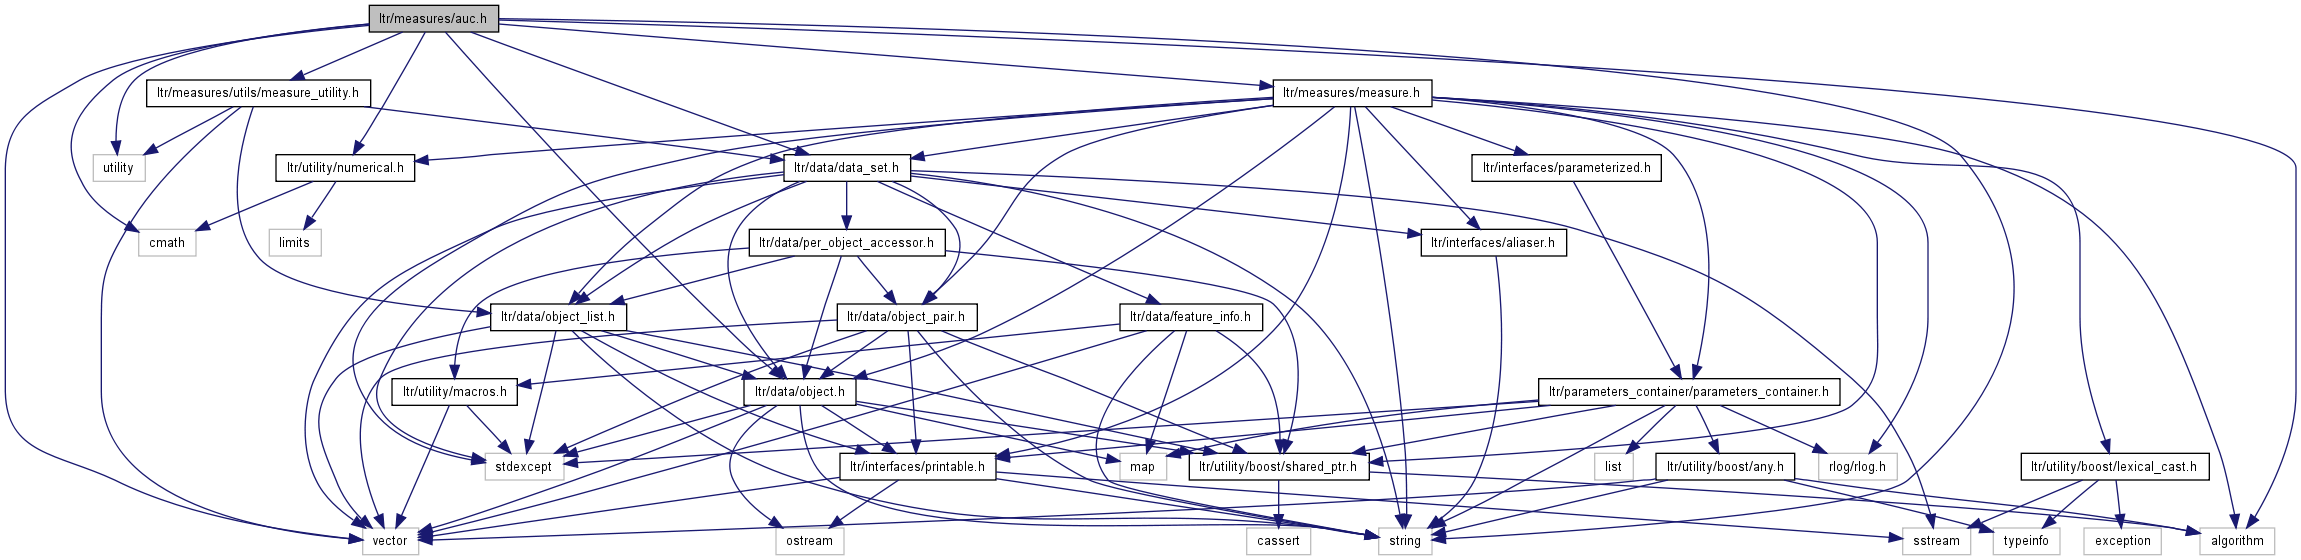 ltr/measures/auc.h
ltr/measures/utils/measure_utility.h
ltr/measures/measure.h
utility
ltr/utility/numerical.h
ltr/data/data_set.h
ltr/interfaces/parameterized.h
cmath
limits
ltr/data/per_object_accessor.h
ltr/interfaces/aliaser.h
ltr/data/object_list.h
ltr/data/object_pair.h
ltr/data/feature_info.h
ltr/utility/macros.h
ltr/data/object.h
ltr/parameters_container/parameters_container.h
stdexcept
ltr/interfaces/printable.h
map
ltr/utility/boost/shared_ptr.h
list
ltr/utility/boost/any.h
rlog/rlog.h
ltr/utility/boost/lexical_cast.h
vector
ostream
cassert
string
sstream
typeinfo
exception
algorithm